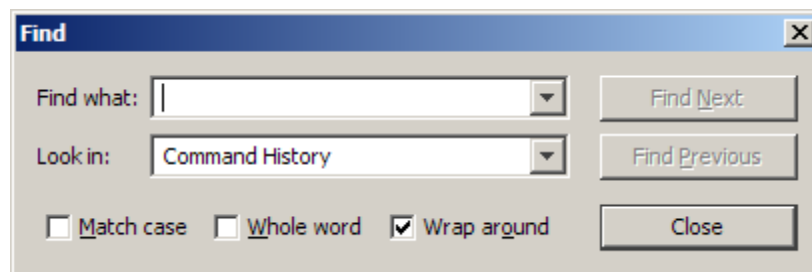 Find
Find what:
Find Next
Look in: Command History
Find Previous
Match case Whole word Wrap around
Close